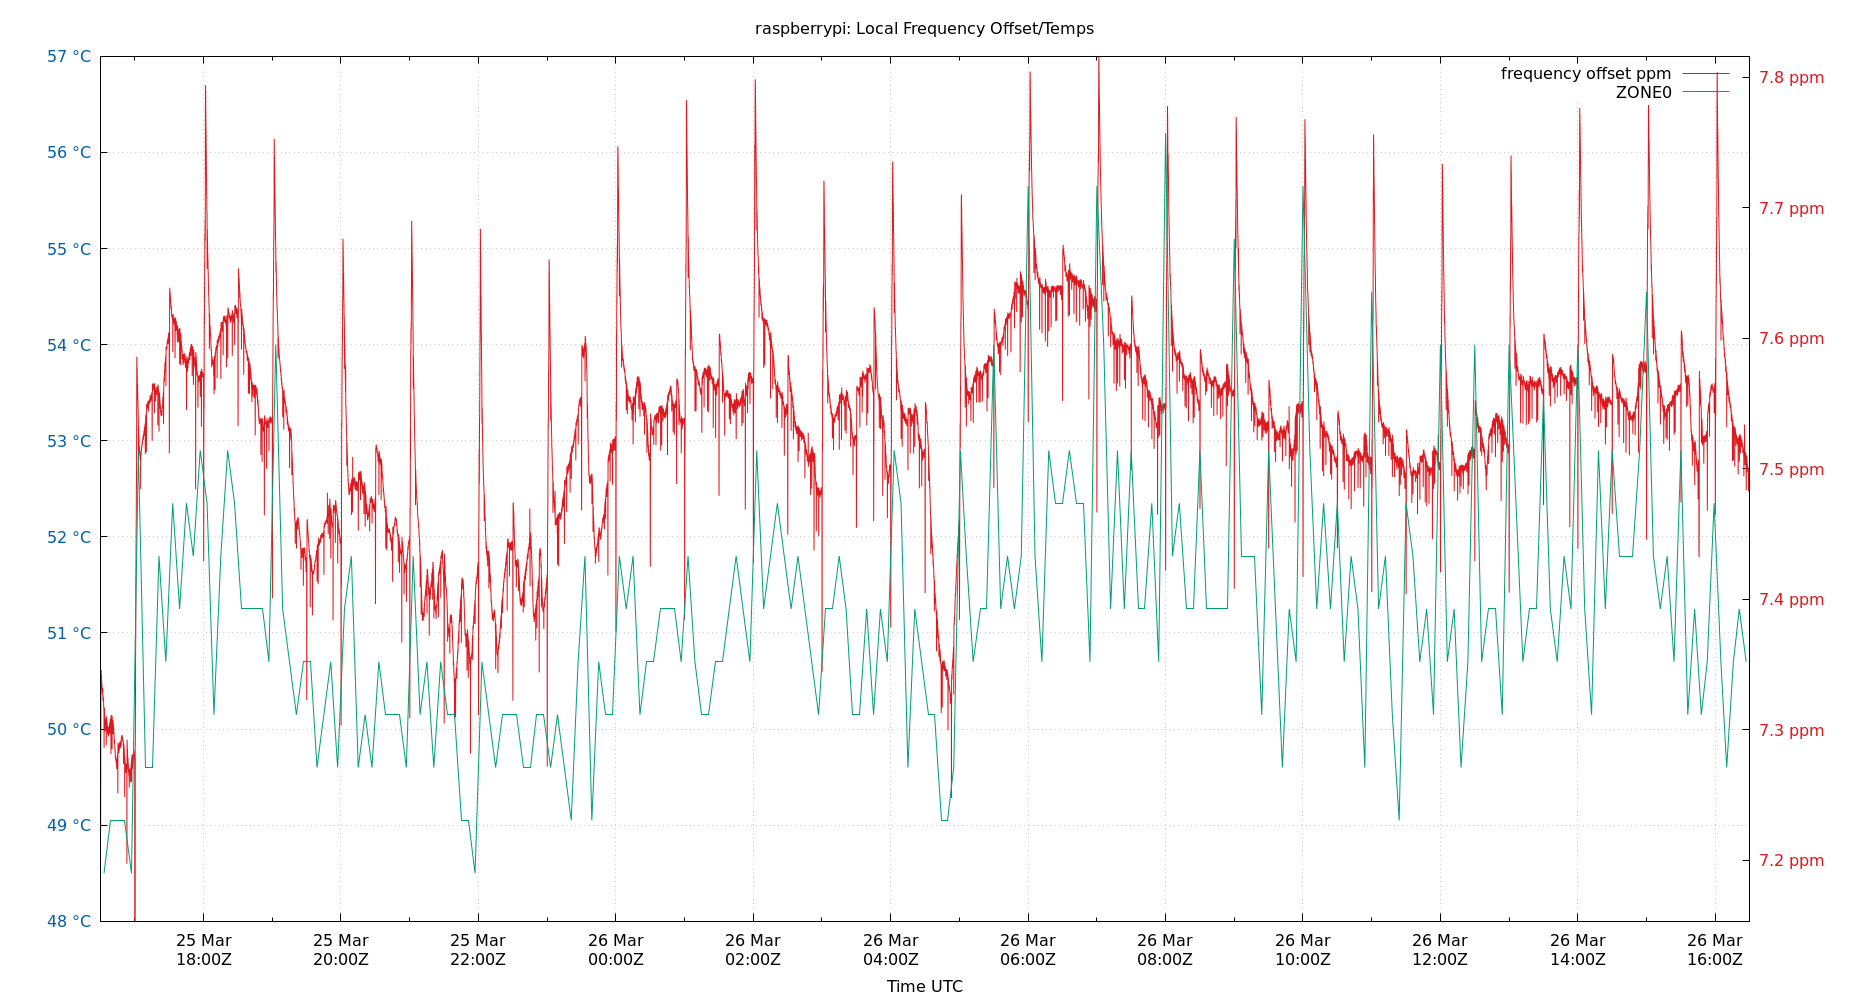 raspberrypi: Local Frequency Offset/Temps
57 °C
56 °C
55 °C
54 °C
53 °C
52 °C
51 °C
50 °C
49 °C
48 °C
frequency offset ppm
ZONE0
7.8 ppm
7.7 ppm
7.6 ppm
7.5 ppm
7.4 ppm
7.3 ppm
7.2 ppm
25 Mar
18:00Z
25 Mar
20:00Z
25 Mar
22:00Z
26 Mar
00:00Z
26 Mar
02:00Z
26 Mar
04:00Z
26 Mar
06:00Z
26 Mar
08:00Z
26 Mar
10:00Z
26 Mar
12:00Z
26 Mar
14:00Z
26 Mar
16:00Z
Time UTC